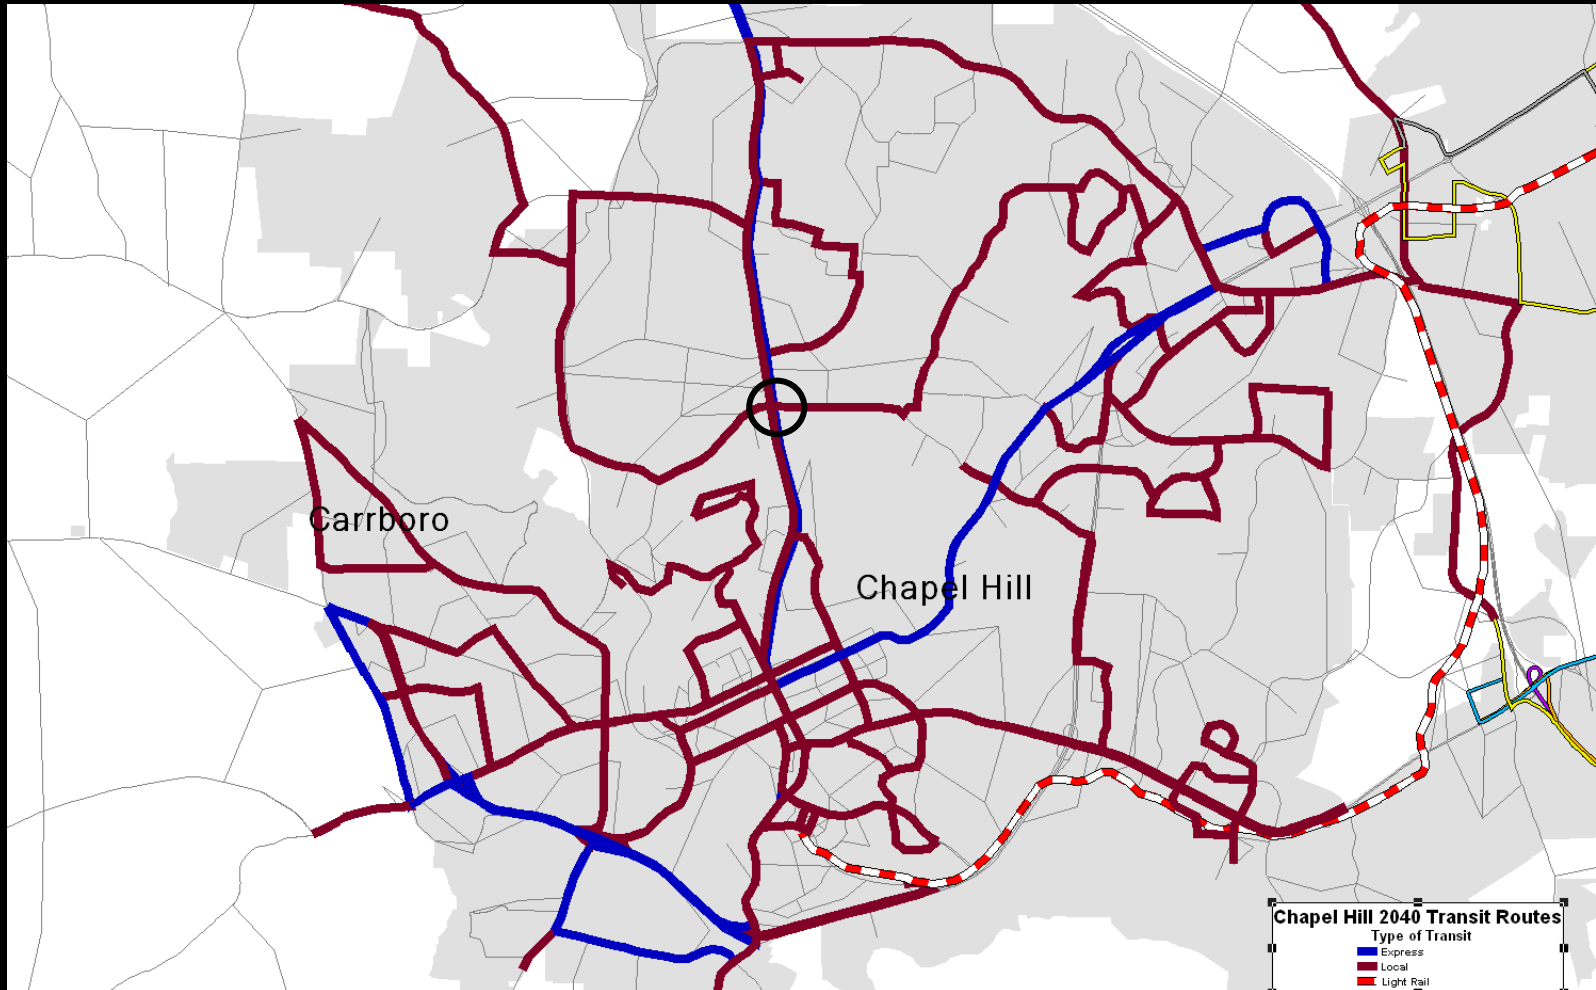 Carrboro
Chapel Hill
Chapel Hill 2040 Transit Routes
Type of Transit
Express
Local
Light Rail